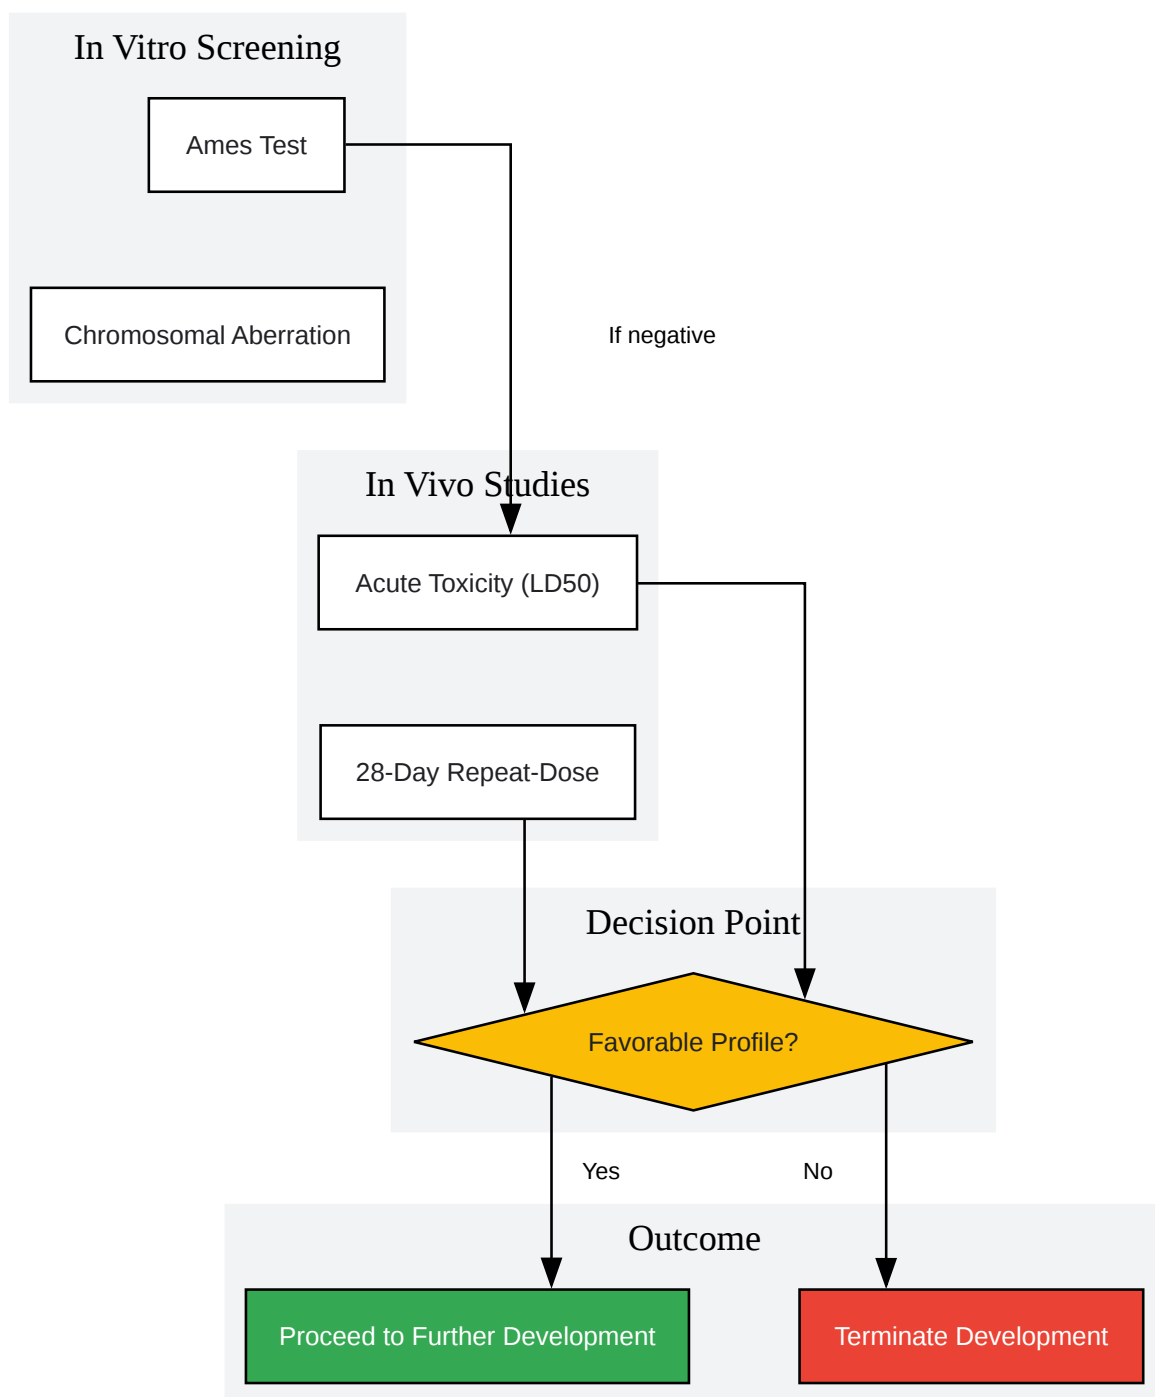 In Vitro Screening
Ames Test
Chromosomal Aberration
If negative
In Vivo Studies
Acute Toxicity (LD50)
28-Day Repeat-Dose
Decision Point
Favorable Profile?
Yes
No
Outcome
Proceed to Further Development
Terminate Development